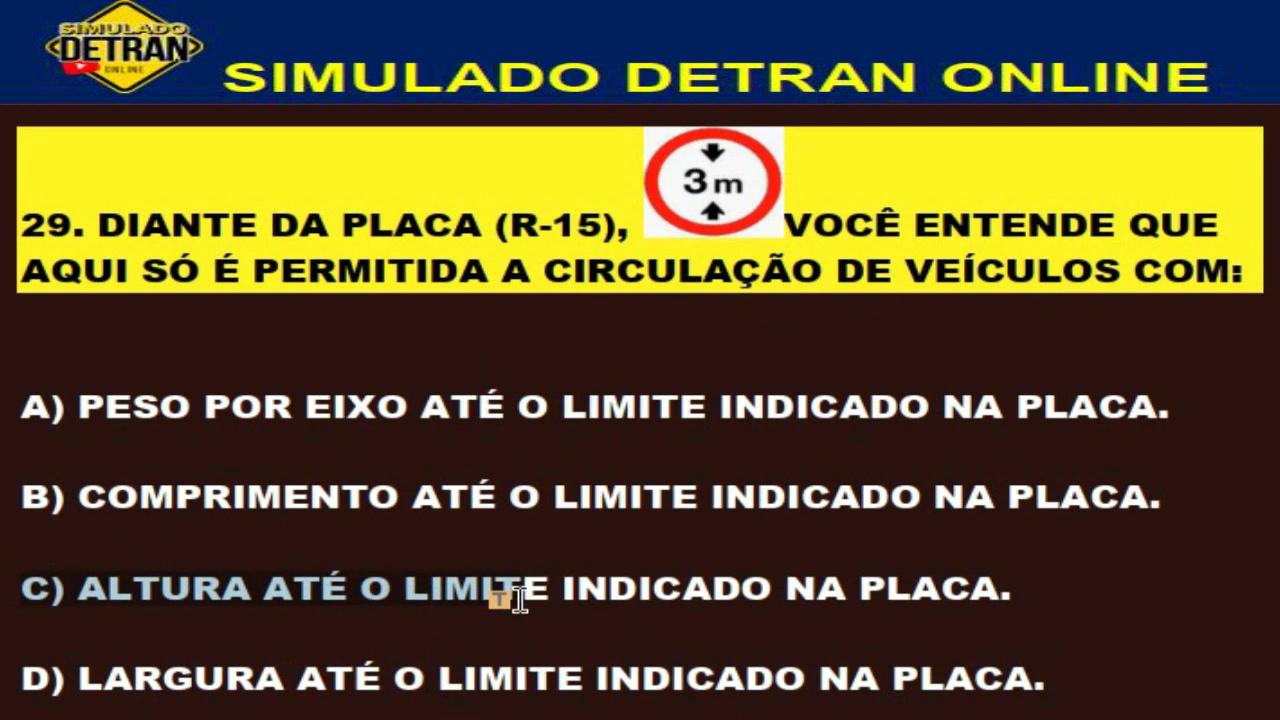 SIMULADO
DETRAN
ONLINE
SIMULADO DETRAN ONLINE
3 m
29. DIANTE DA PLACA (R-15), VOCÊ ENTENDE QUE
AQUI SÓ É PERMITIDA A CIRCULAÇÃO DE VEÍCULOS COM:
A) PESO POR EIXO ATÉ O LIMITE INDICADO NA PLACA.
B) COMPRIMENTO ATÉ O LIMITE INDICADO NA PLACA.
C) ALTURA ATÉ O LIMITE INDICADO NA PLACA.
T
D) LARGURA ATÉ O LIMITE INDICADO NA PLACA.